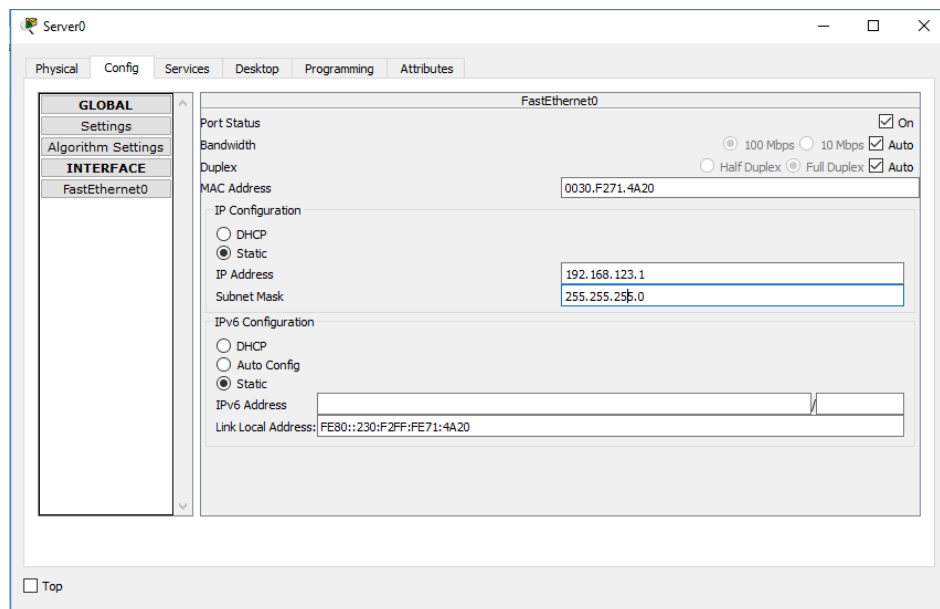 Server0
Physical Config Services Desktop Programming Attributes
GLOBAL
Settings
Algorithm Settings
INTERFACE
FastEthernet0
FastEthernet0
Port Status On
Bandwidth 100 Mbps 10 Mbps Auto
Duplex Half Duplex Full Duplex Auto
MAC Address 0030.F271.4A20
IP Configuration
DHCP
Static
IP Address 192.168.123.1
Subnet Mask 255.255.255.0
IPv6 Configuration
DHCP
Auto Config
Static
IPv6 Address /
Link Local Address: FE80::230:F2FF:FE71:4A20
Top